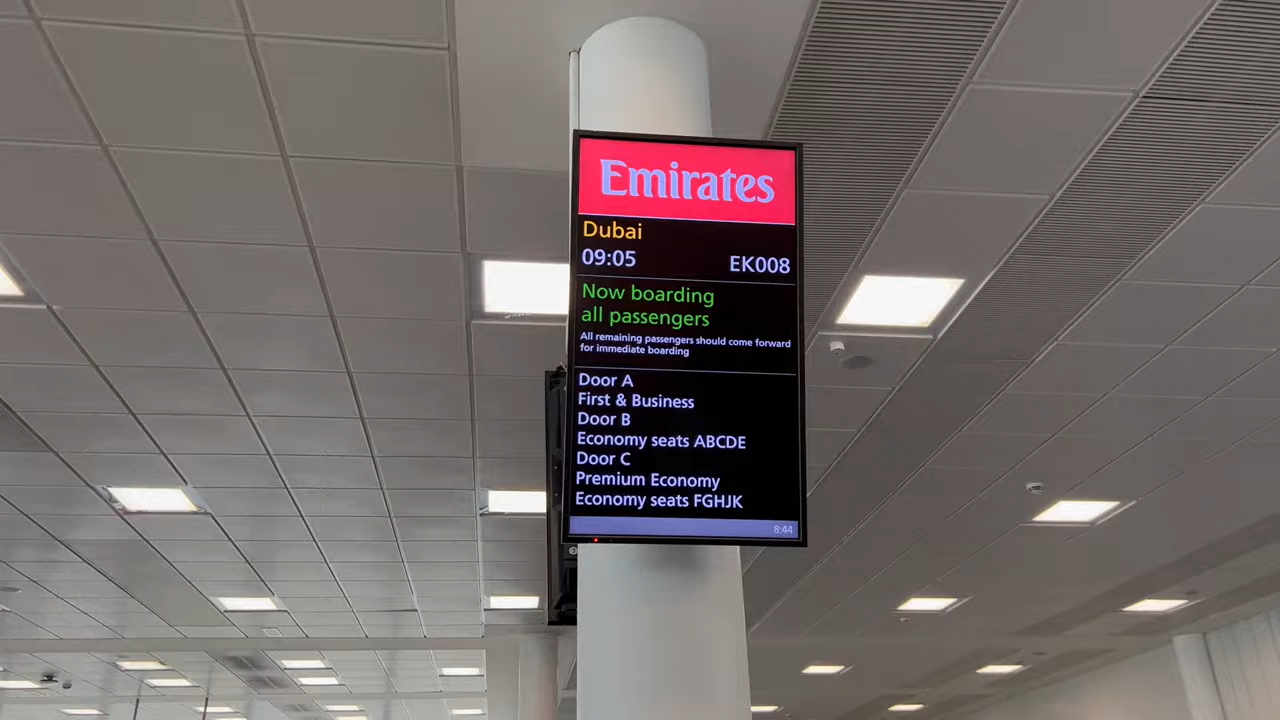 Emirates
Dubai
09:05 EK008
Now boarding
all passengers
All remaining passengers should come forward
for immediate boarding
Door A
First & Business
Door B
Economy seats ABCDE
Door C
Premium Economy
Economy seats FGHJK
8:44